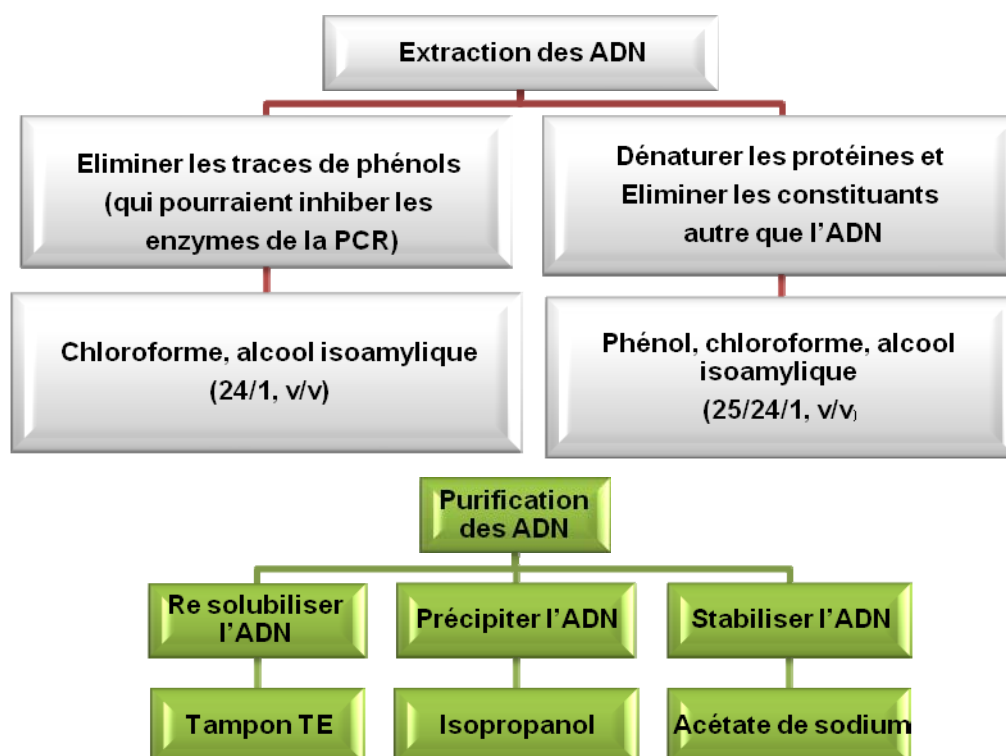 Extraction des ADN
Eliminer les traces de phénols
(qui pourraient inhiber les
enzymes de la PCR)
Dénaturer les protéines et
Eliminer les constituants
autre que l’ADN
Chloroforme, alcool isoamylique
(24/1, v/v)
Phénol, chloroforme, alcool
isoamylique
(25/24/1, v/v)
Purification
des ADN
Re solubiliser
l’ADN
Précipiter l’ADN
Stabiliser l’ADN
Tampon TE
Isopropanol
Acétate de sodium